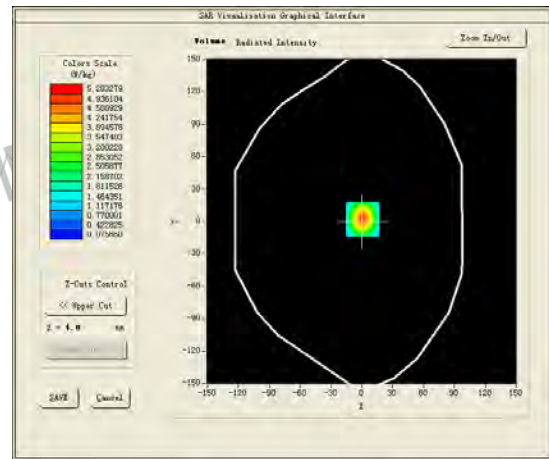 SAR Visualisation Graphical Interface
Volume Radiated Intensity
Zoom In/Out
Colors Scale
(W/kg)
5.283279
4.936104
4.588929
4.241754
3.894578
3.547403
3.200228
2.853052
2.505877
2.158702
1.811526
1.464351
1.117176
0.770001
0.422825
0.075650
150
120
90
60
30
0
-30
-60
-90
-120
-150
Y
-150 -120 -90 -60 -30 0 30 60 90 120 150
X
Z-Cuts Control
<< Upper Cut
Z = 4.0 mm
SAVE Cancel